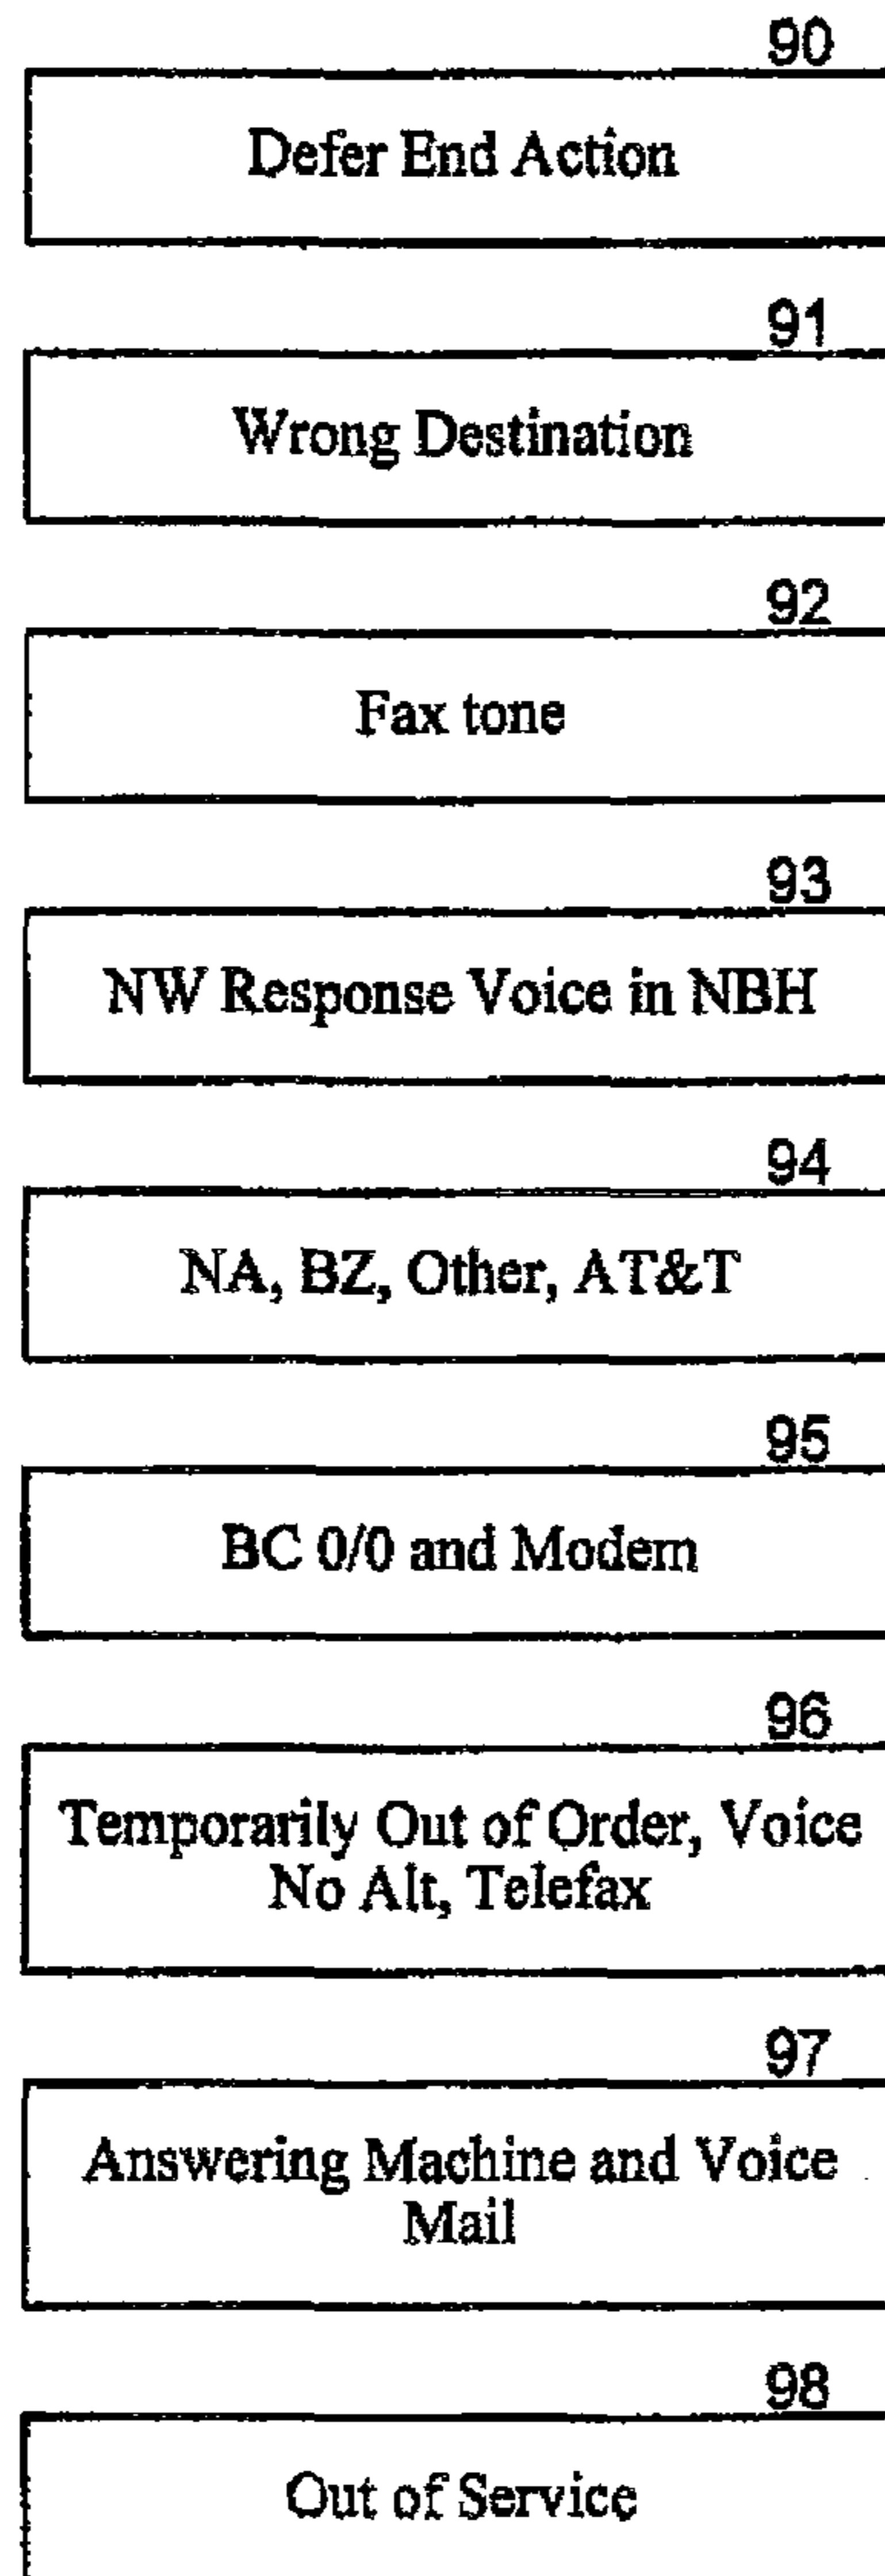 90
Defer End Action
91
Wrong Destination
92
Fax tone
93
NW Response Voice in NBH
94
NA, BZ, Other, AT&T
95
BC 0/0 and Modem
96
Temporarily Out of Order, Voice
No Alt, Telefax
97
Answering Machine and Voice
Mail
98
Out of Service